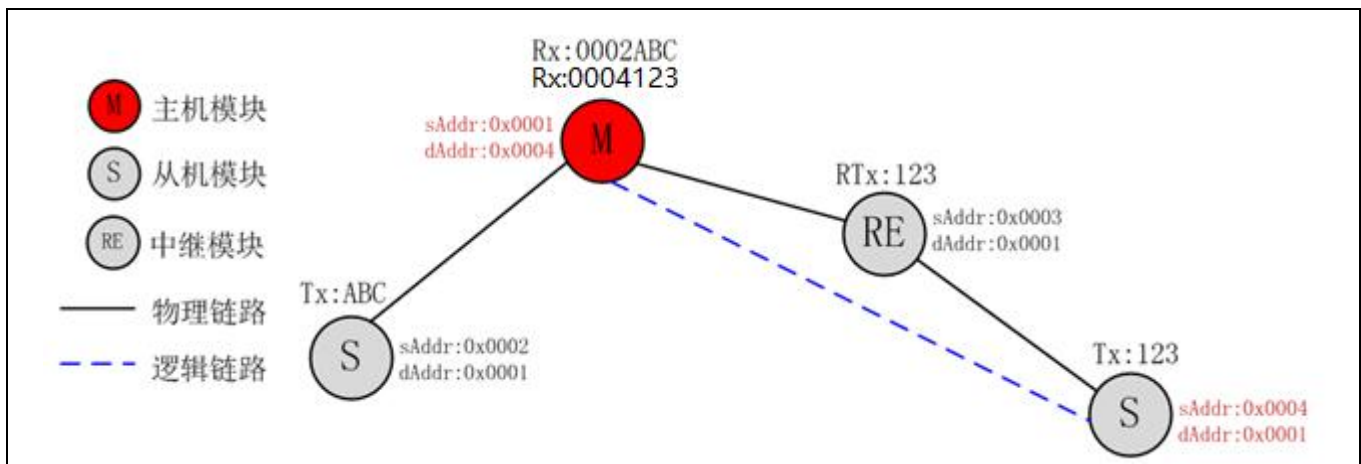 M 主机模块
S 从机模块
RE 中继模块
物理链路
逻辑链路
Rx:0002ABC
Rx:0004123
sAddr:0x0001
dAddr:0x0004
M
RTx:123
RE
sAddr:0x0003
dAddr:0x0001
Tx:ABC
S
sAddr:0x0002
dAddr:0x0001
Tx:123
S
sAddr:0x0004
dAddr:0x0001